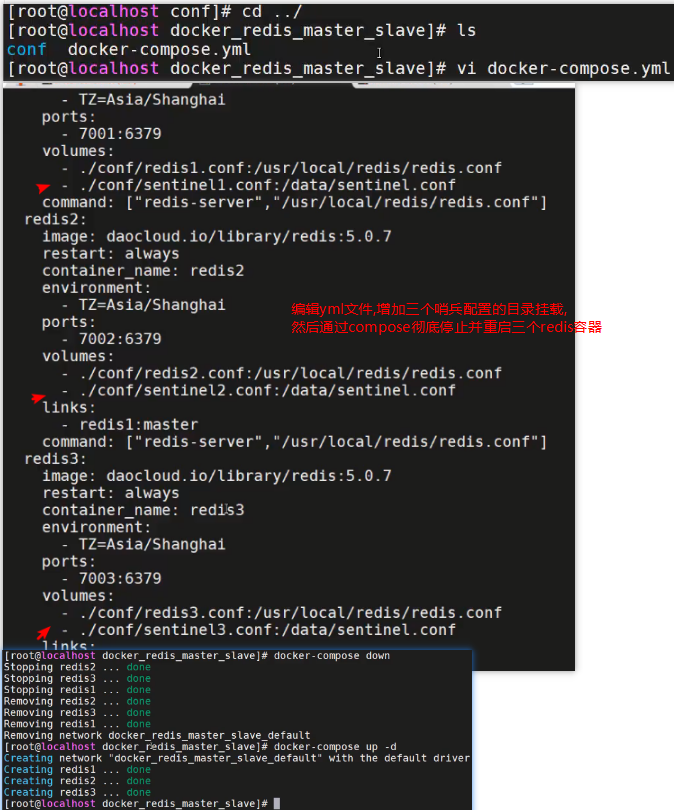 [root@localhost conf]# cd ../
[root@localhost docker_redis_master_slave]# ls
conf  docker-compose.yml
[root@localhost docker_redis_master_slave]# vi docker-compose.yml
      - TZ=Asia/Shanghai
    ports:
      - 7001:6379
    volumes:
      - ./conf/redis1.conf:/usr/local/redis/redis.conf
      - ./conf/sentinel1.conf:/data/sentinel.conf
    command: ["redis-server","/usr/local/redis/redis.conf"]
  redis2:
    image: daocloud.io/library/redis:5.0.7
    restart: always
    container_name: redis2
    environment:
      - TZ=Asia/Shanghai
    ports:
      - 7002:6379
    volumes:
      - ./conf/redis2.conf:/usr/local/redis/redis.conf
      - ./conf/sentinel2.conf:/data/sentinel.conf
    links:
      - redis1:master
    command: ["redis-server","/usr/local/redis/redis.conf"]
  redis3:
    image: daocloud.io/library/redis:5.0.7
    restart: always
    container_name: redis3
    environment:
      - TZ=Asia/Shanghai
    ports:
      - 7003:6379
    volumes:
      - ./conf/redis3.conf:/usr/local/redis/redis.conf
      - ./conf/sentinel3.conf:/data/sentinel.conf
    links:
编辑yml文件,增加三个哨兵配置的目录挂载,
然后通过compose彻底停止并重启三个redis容器
[root@localhost docker_redis_master_slave]# docker-compose down
Stopping redis2 ... done
Stopping redis3 ... done
Stopping redis1 ... done
Removing redis2 ... done
Removing redis3 ... done
Removing redis1 ... done
Removing network docker_redis_master_slave_default
[root@localhost docker_redis_master_slave]# docker-compose up -d
Creating network "docker_redis_master_slave_default" with the default driver
Creating redis1 ... done
Creating redis2 ... done
Creating redis3 ... done
[root@localhost docker_redis_master_slave]#